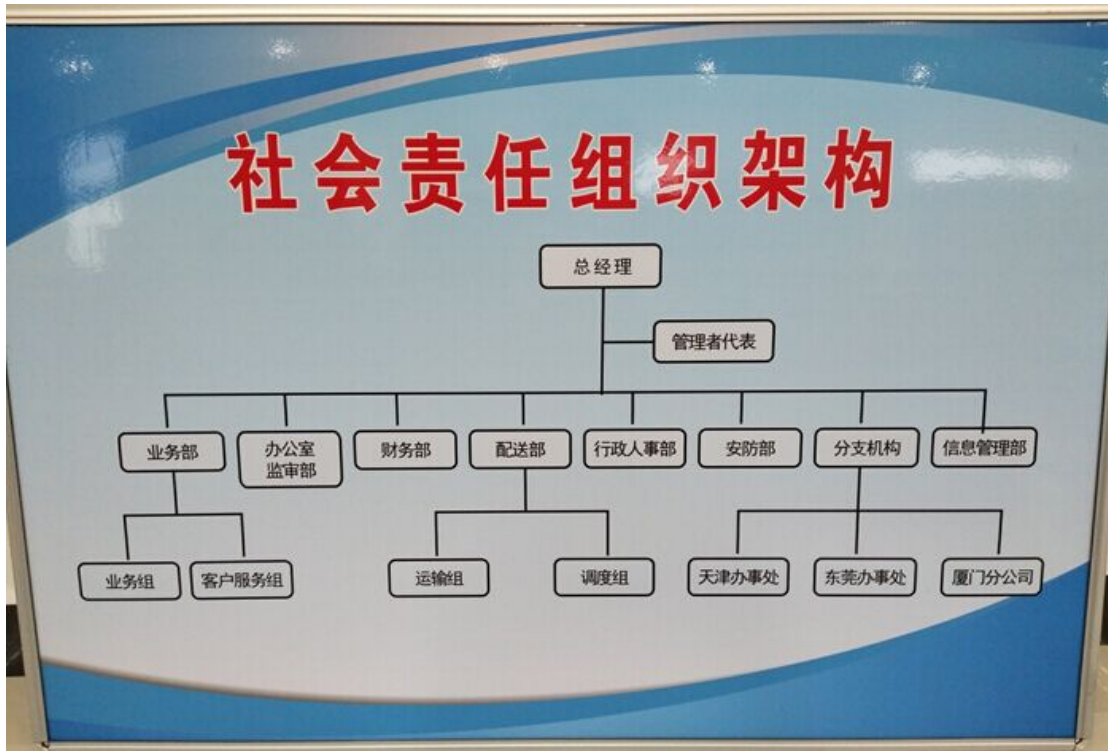 社会责任组织架构
总经理
管理者代表
业务部
办公室
监审部
财务部
配送部
行政人事部
安防部
分支机构
信息管理部
业务组
客户服务组
运输组
调度组
天津办事处
东莞办事处
厦门分公司